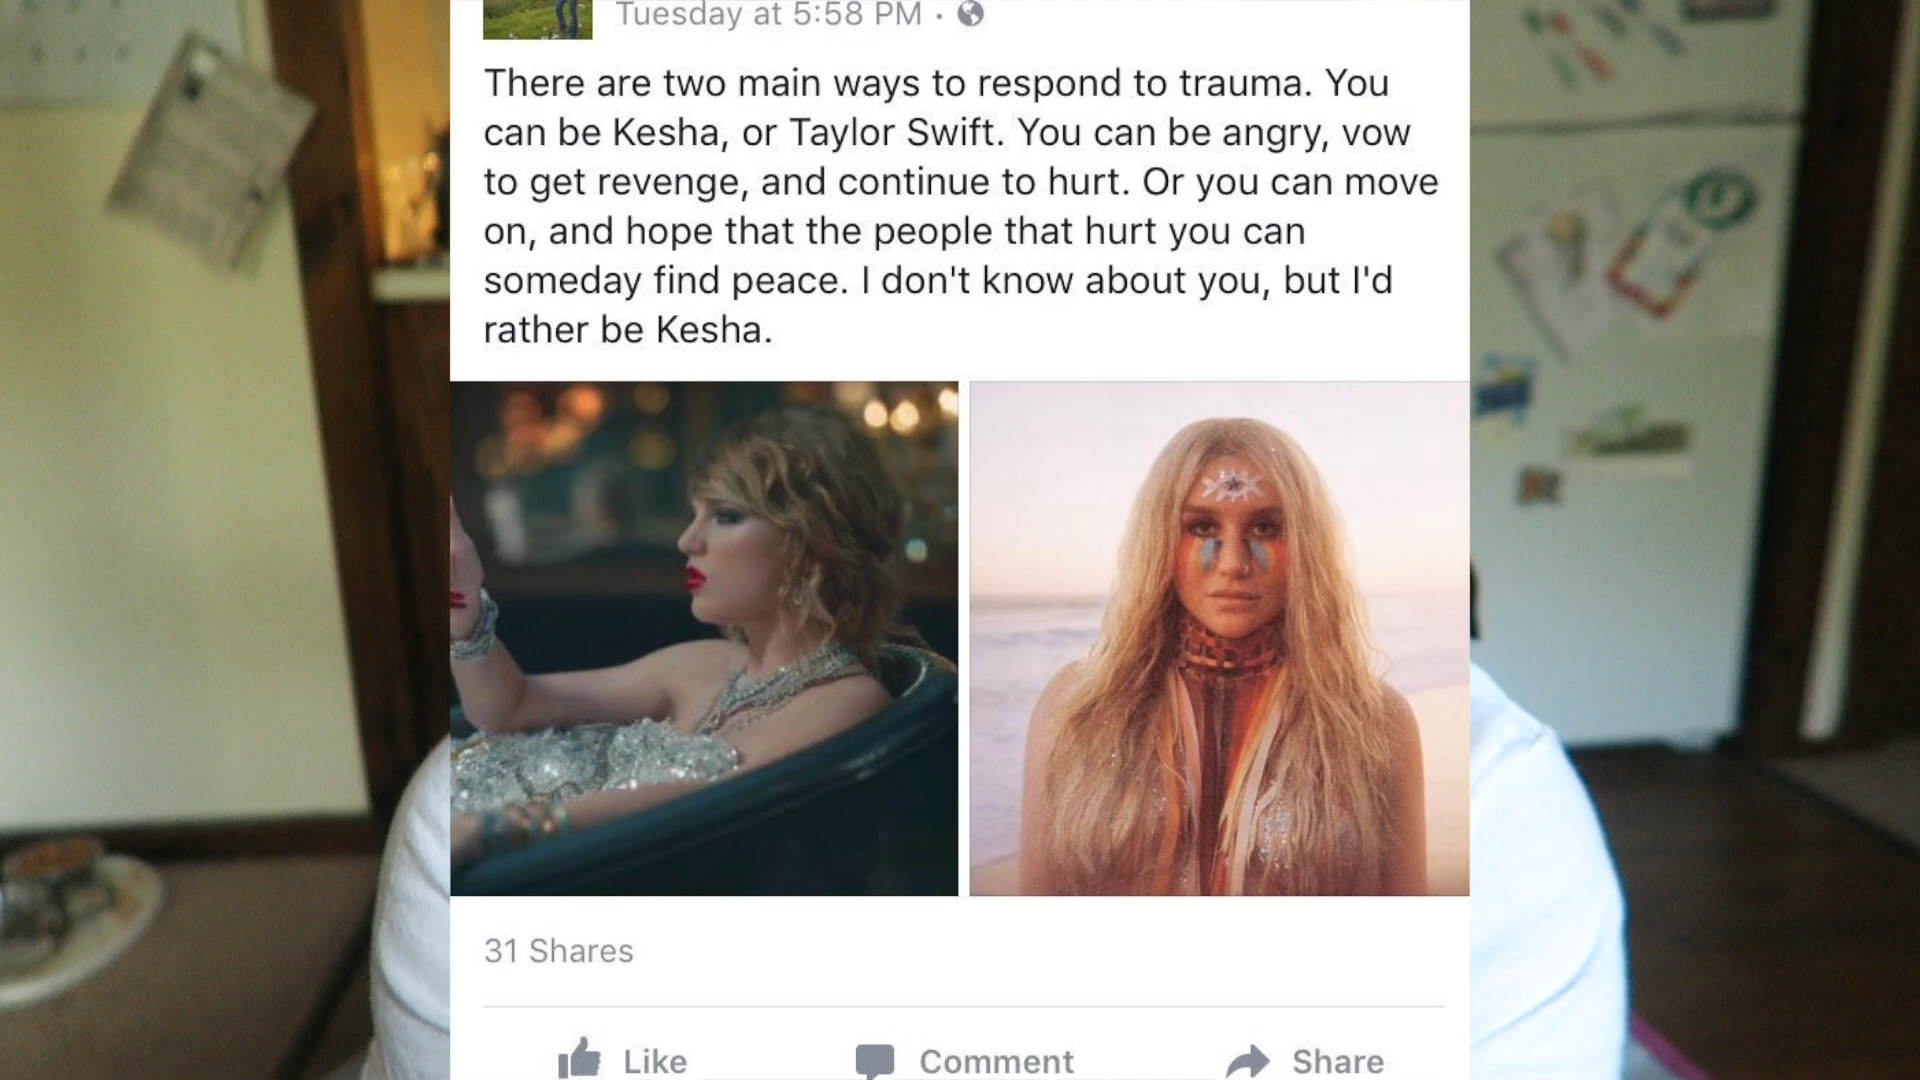 Tuesday at 5:58 PM ·
There are two main ways to respond to trauma. You
can be Kesha, or Taylor Swift. You can be angry, vow
to get revenge, and continue to hurt. Or you can move
on, and hope that the people that hurt you can
someday find peace. I don't know about you, but I'd
rather be Kesha.
31 Shares
Like Comment Share